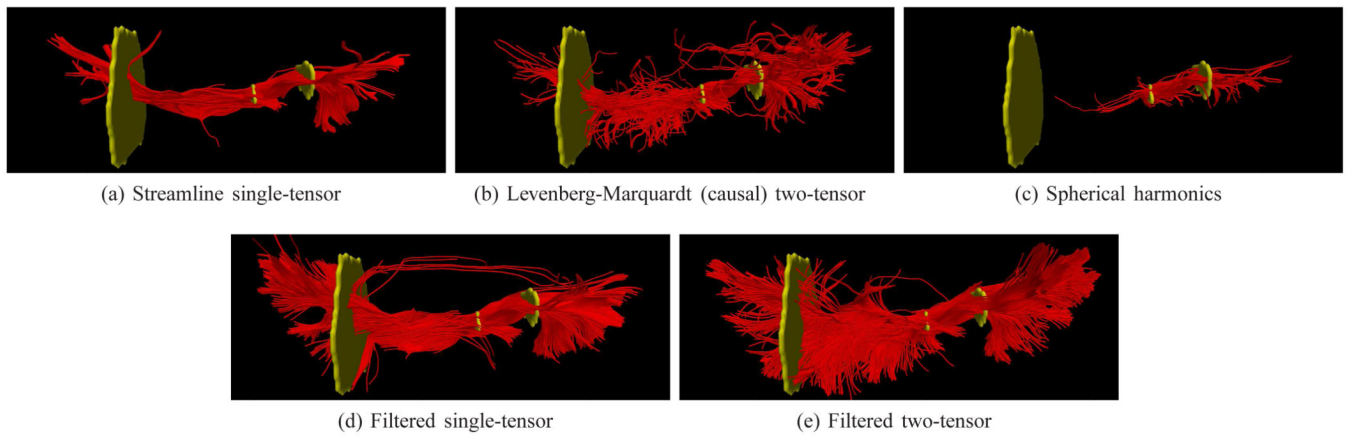 (a) Streamline single-tensor
(b) Levenberg-Marquardt (causal) two-tensor
(c) Spherical harmonics
(d) Filtered single-tensor
(e) Filtered two-tensor